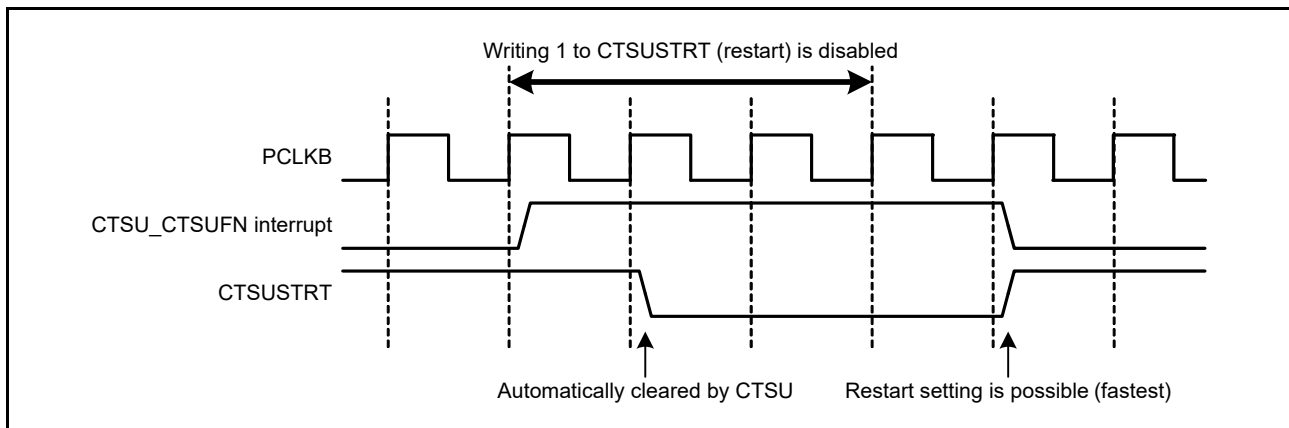 Writing 1 to CTSUSTRT (restart) is disabled
PCLKB
CTSU_CTSUFN interrupt
CTSUSTRT
Automatically cleared by CTSU
Restart setting is possible (fastest)